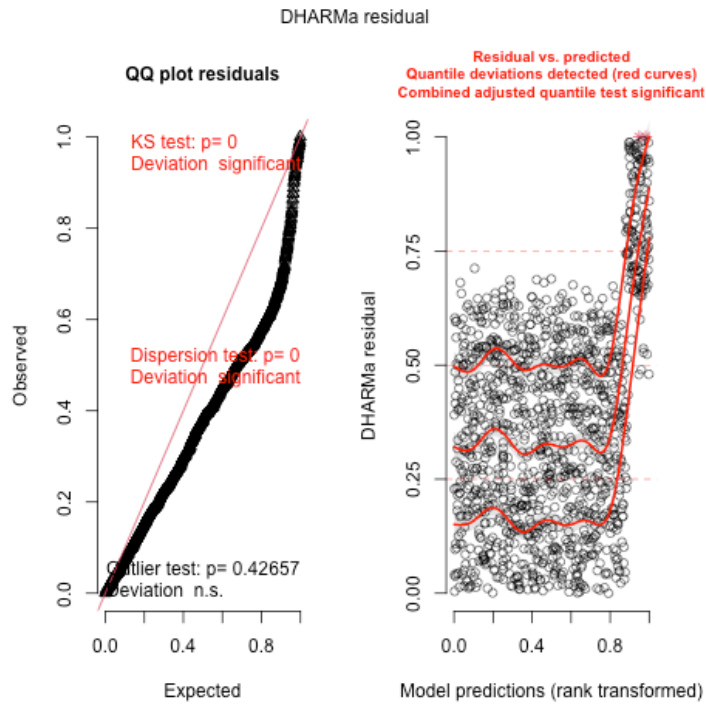 DHARMa residual
QQ plot residuals
KS test: p= 0
Deviation significant
Dispersion test: p= 0
Deviation significant
Outlier test: p= 0.42657
Deviation n.s.
Observed
0.0
0.2
0.4
0.6
0.8
1.0
0.0
0.4
0.8
Expected
Residual vs. predicted
Quantile deviations detected (red curves)
Combined adjusted quantile test significant
DHARMa residual
0.00
0.25
0.50
0.75
1.00
0.0
0.4
0.8
Model predictions (rank transformed)